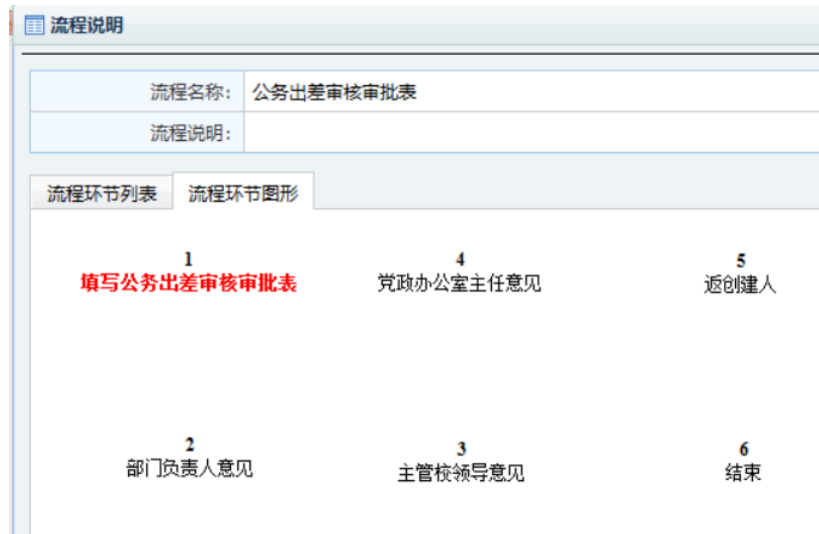 流程说明
流程名称: 公务出差审核审批表
流程说明:
流程环节列表 流程环节图形
1 4 5
填写公务出差审核审批表 党政办公室主任意见 返创建人
2 3 6
部门负责人意见 主管校领导意见 结束